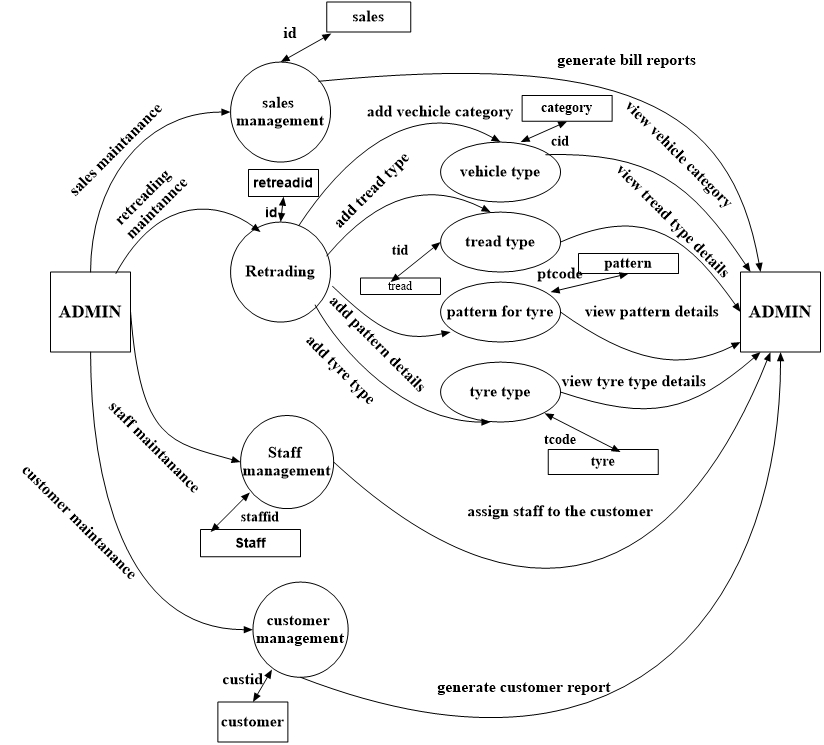 sales
id
generate bill reports
sales
management
sales maintanance
add vechicle category
category
cid
view vehicle category
vehicle type
retreadid
id
retreading
maintannce
add tread type
view tread type details
tread type
tid
tread
Retrading
ptcode
pattern
ADMIN
pattern for tyre
view pattern details
ADMIN
add pattern details
add tyre type
tyre type
view tyre type details
tcode
tyre
staff maintanance
Staff
management
staffid
Staff
assign staff to the customer
customer maintanance
customer
management
custid
customer
generate customer report